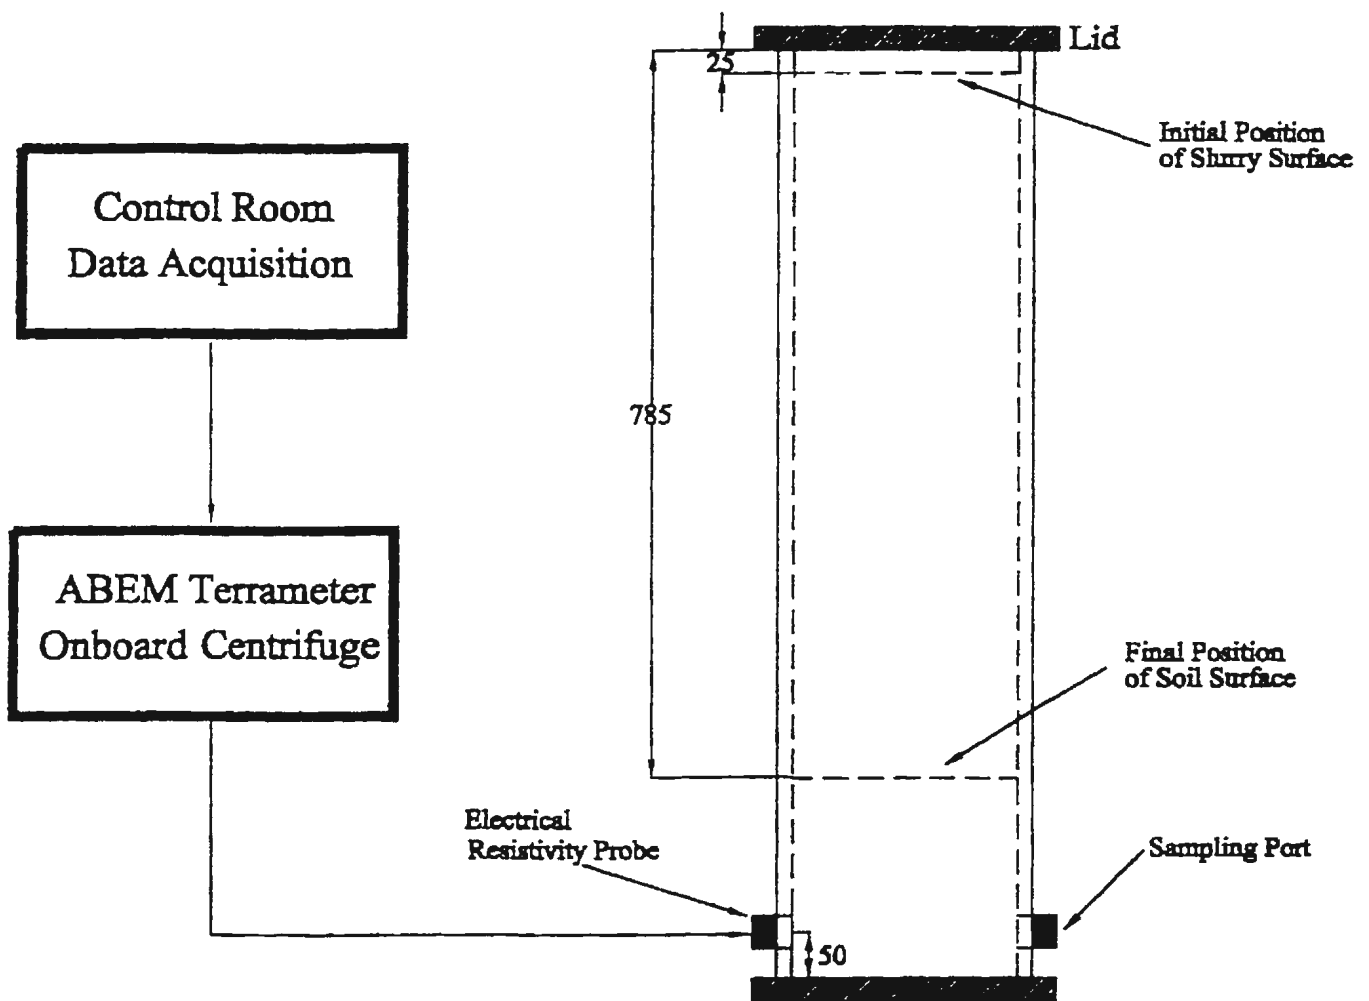 Lid
25
Initial Position
of Slurry Surface
Control Room
Data Acquisition
785
ABEM Terrameter
Onboard Centrifuge
Final Position
of Soil Surface
Electrical
Resistivity Probe
Sampling Port
50